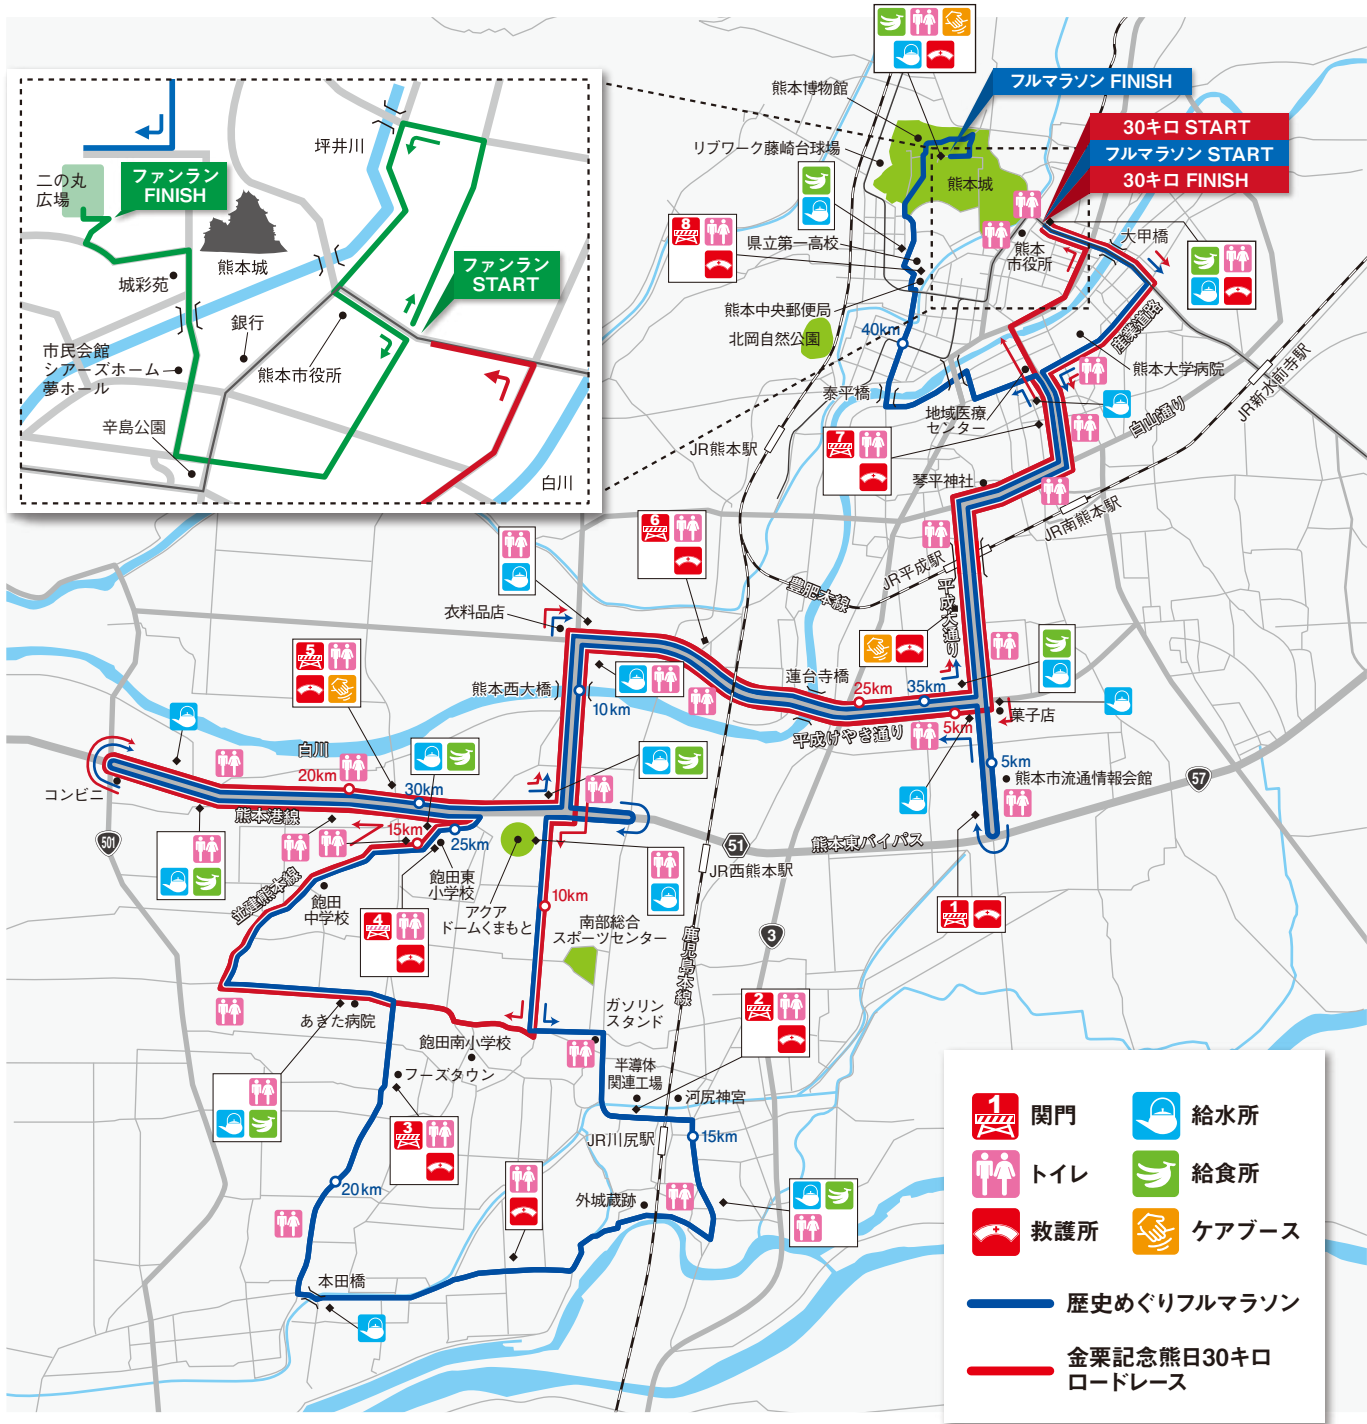 フルマラソン FINISH
30キロ START
フルマラソン START
30キロ FINISH
熊本博物館
リブワーク藤崎台球場
熊本城
熊本
市役所
大甲橋
産業道路
熊本大学病院
JR新水前寺駅
白山通り
県立第一高校
熊本中央郵便局
北岡自然公園
40km
泰平橋
地域医療
センター
JR熊本駅
琴平神社
JR南熊本駅
JR平成駅
豊肥本線
平成大通り
8
7
6
坪井川
二の丸
広場
ファンラン
FINISH
熊本城
城彩苑
ファンラン
START
銀行
市民会館
シアーズホーム
夢ホール
熊本市役所
辛島公園
白川
衣料品店
熊本西大橋
10km
蓮台寺橋
25km
35km
5km
菓子店
平成けやき通り
5km
熊本市流通情報会館
57
熊本東バイパス
1
5
白川
コンビニ
20km
30km
熊本港線
15km
25km
501
並建熊本線
飽田
中学校
飽田東
小学校
アクア
ドームくまもと
4
10km
51
JR西熊本駅
3
南部総合
スポーツセンター
鹿児島本線
ガソリン
スタンド
2
あきた病院
飽田南小学校
フーズタウン
半導体
関連工場
河尻神宮
JR川尻駅
15km
3
20km
外城蔵跡
本田橋
1
関門
給水所
トイレ
給食所
救護所
ケアブース
歴史めぐりフルマラソン
金栗記念熊日30キロ
ロードレース